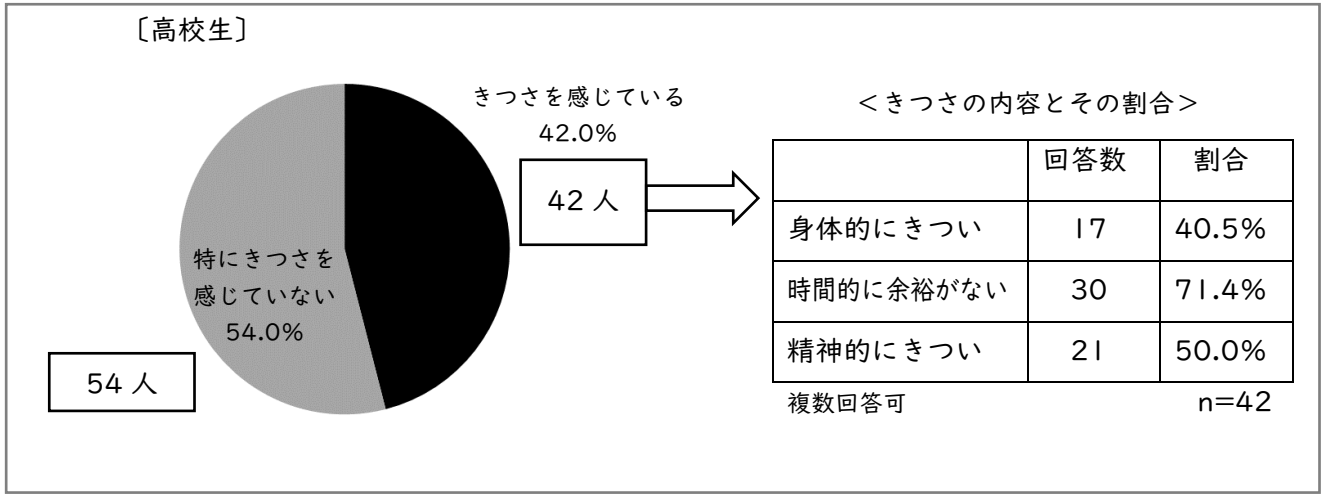 〔高校生〕
きつさを感じている
42.0%
42人
特にきつさを
感じていない
54.0%
54人
＜きつさの内容とその割合＞
回答数 割合
身体的にきつい 17 40.5%
時間的に余裕がない 30 71.4%
精神的にきつい 21 50.0%
複数回答可 n=42